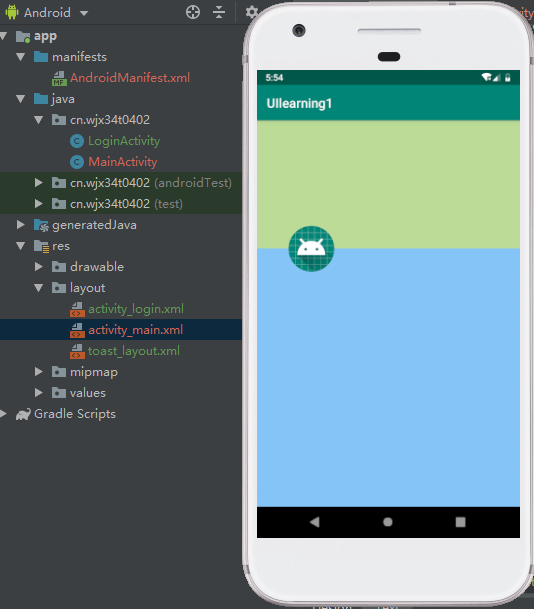 Android
app
manifests
AndroidManifest.xml
java
cn.wjx34t0402
LoginActivity
MainActivity
cn.wjx34t0402 (androidTest)
cn.wjx34t0402 (test)
generatedJava
res
drawable
layout
activity_login.xml
activity_main.xml
toast_layout.xml
mipmap
values
Gradle Scripts
5:54
UIlearning1